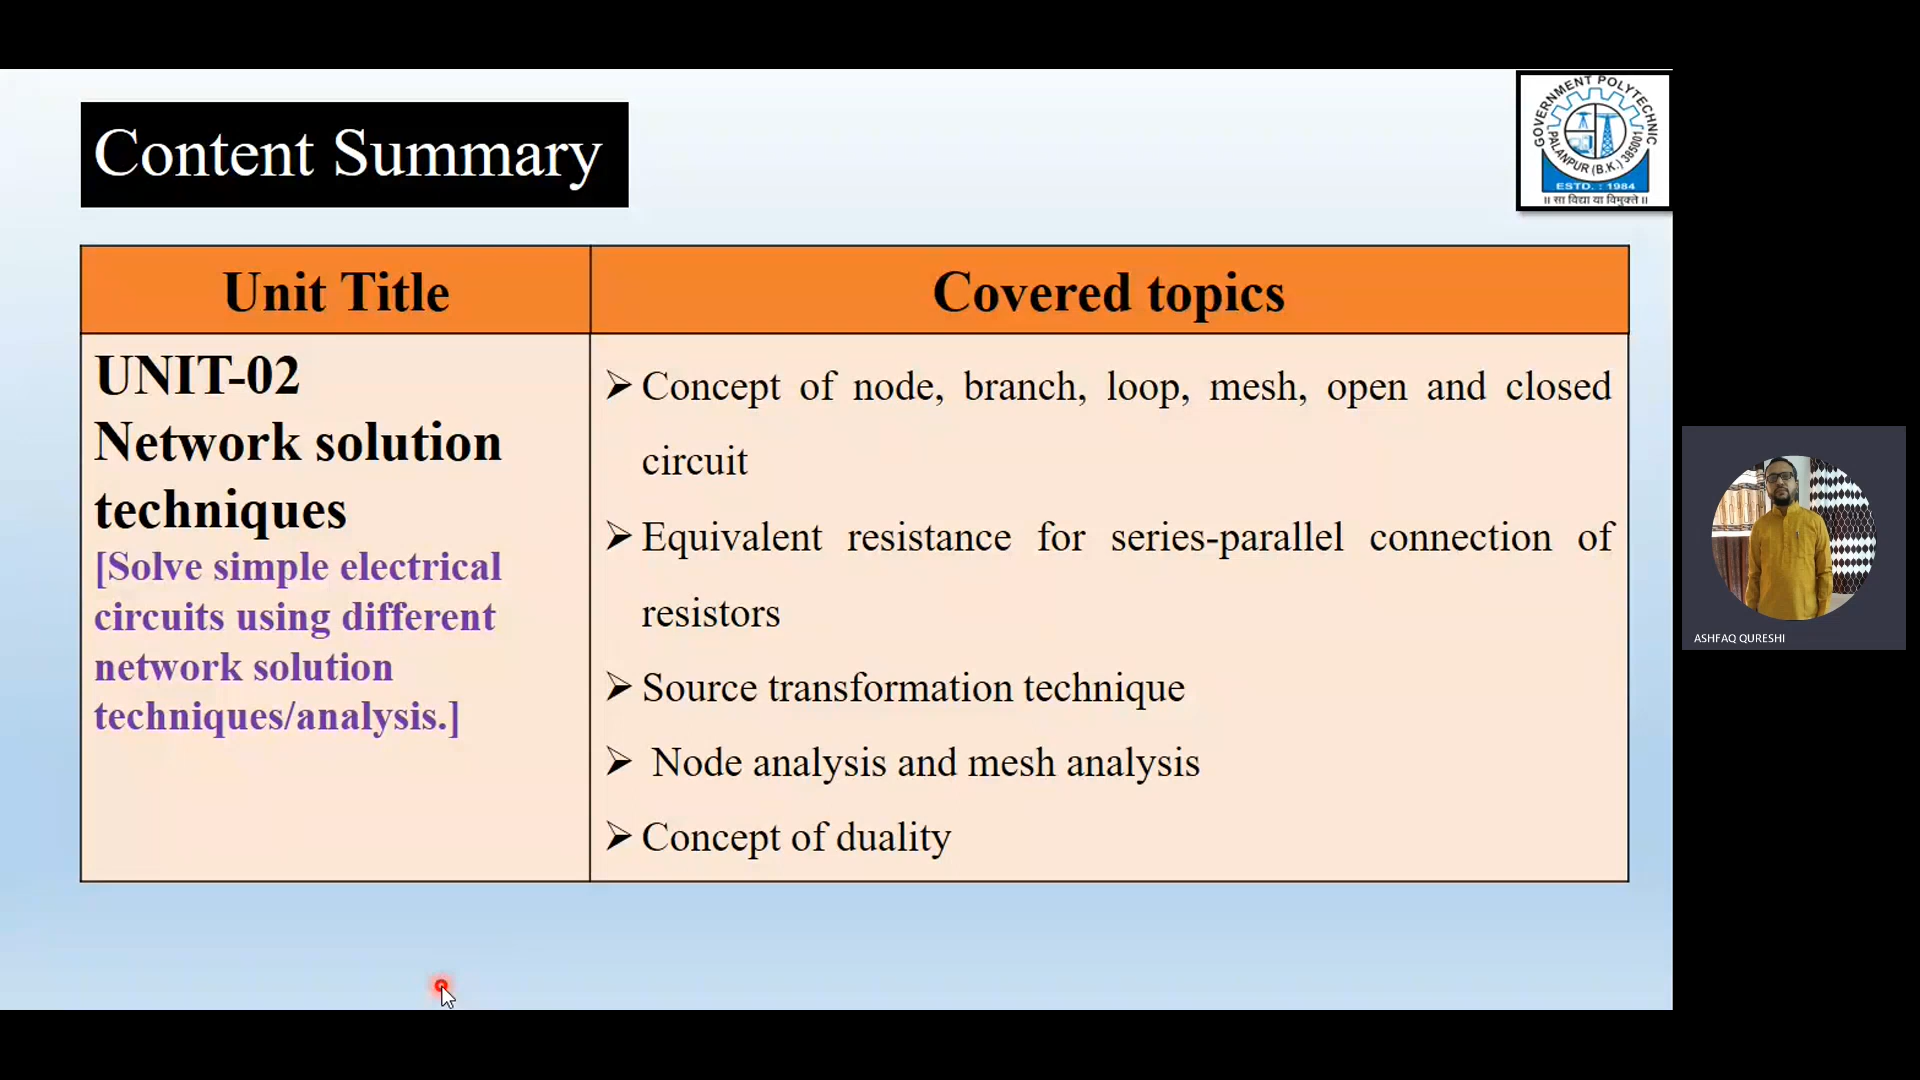 Content Summary
GOVERNMENT POLYTECHNIC
PALANPUR (B.K.) 385001
ESTD. : 1984
॥ सा विद्या या विमुक्ते ॥
Unit Title
Covered topics
UNIT-02
Network solution
techniques
[Solve simple electrical
circuits using different
network solution
techniques/analysis.]
➢ Concept of node, branch, loop, mesh, open and closed
circuit
➢ Equivalent resistance for series-parallel connection of
resistors
➢ Source transformation technique
➢ Node analysis and mesh analysis
➢ Concept of duality
ASHFAQ QURESHI